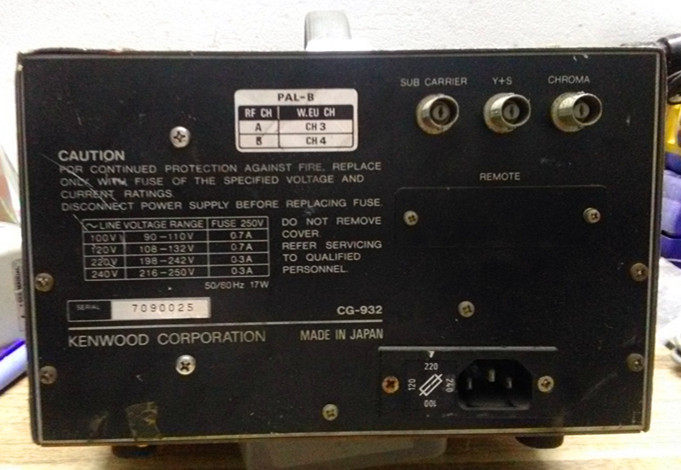 PAL-B
RF CH W.EU CH
A CH 3
B CH 4
SUB CARRIER Y+S CHROMA
REMOTE
CAUTION
FOR CONTINUED PROTECTION AGAINST FIRE, REPLACE
ONLY WITH FUSE OF THE SPECIFIED VOLTAGE AND
CURRENT RATINGS.
DISCONNECT POWER SUPPLY BEFORE REPLACING FUSE.
~LINE VOLTAGE RANGE FUSE 250V
100V 90-110V 0.7A
120V 108-132V 0.7A
220V 198-242V 0.3A
240V 216-250V 0.3A
50/60Hz 17W
DO NOT REMOVE
COVER.
REFER SERVICING
TO QUALIFIED
PERSONNEL.
SERIAL 7090025
CG-932
KENWOOD CORPORATION MADE IN JAPAN
220
120 240
100